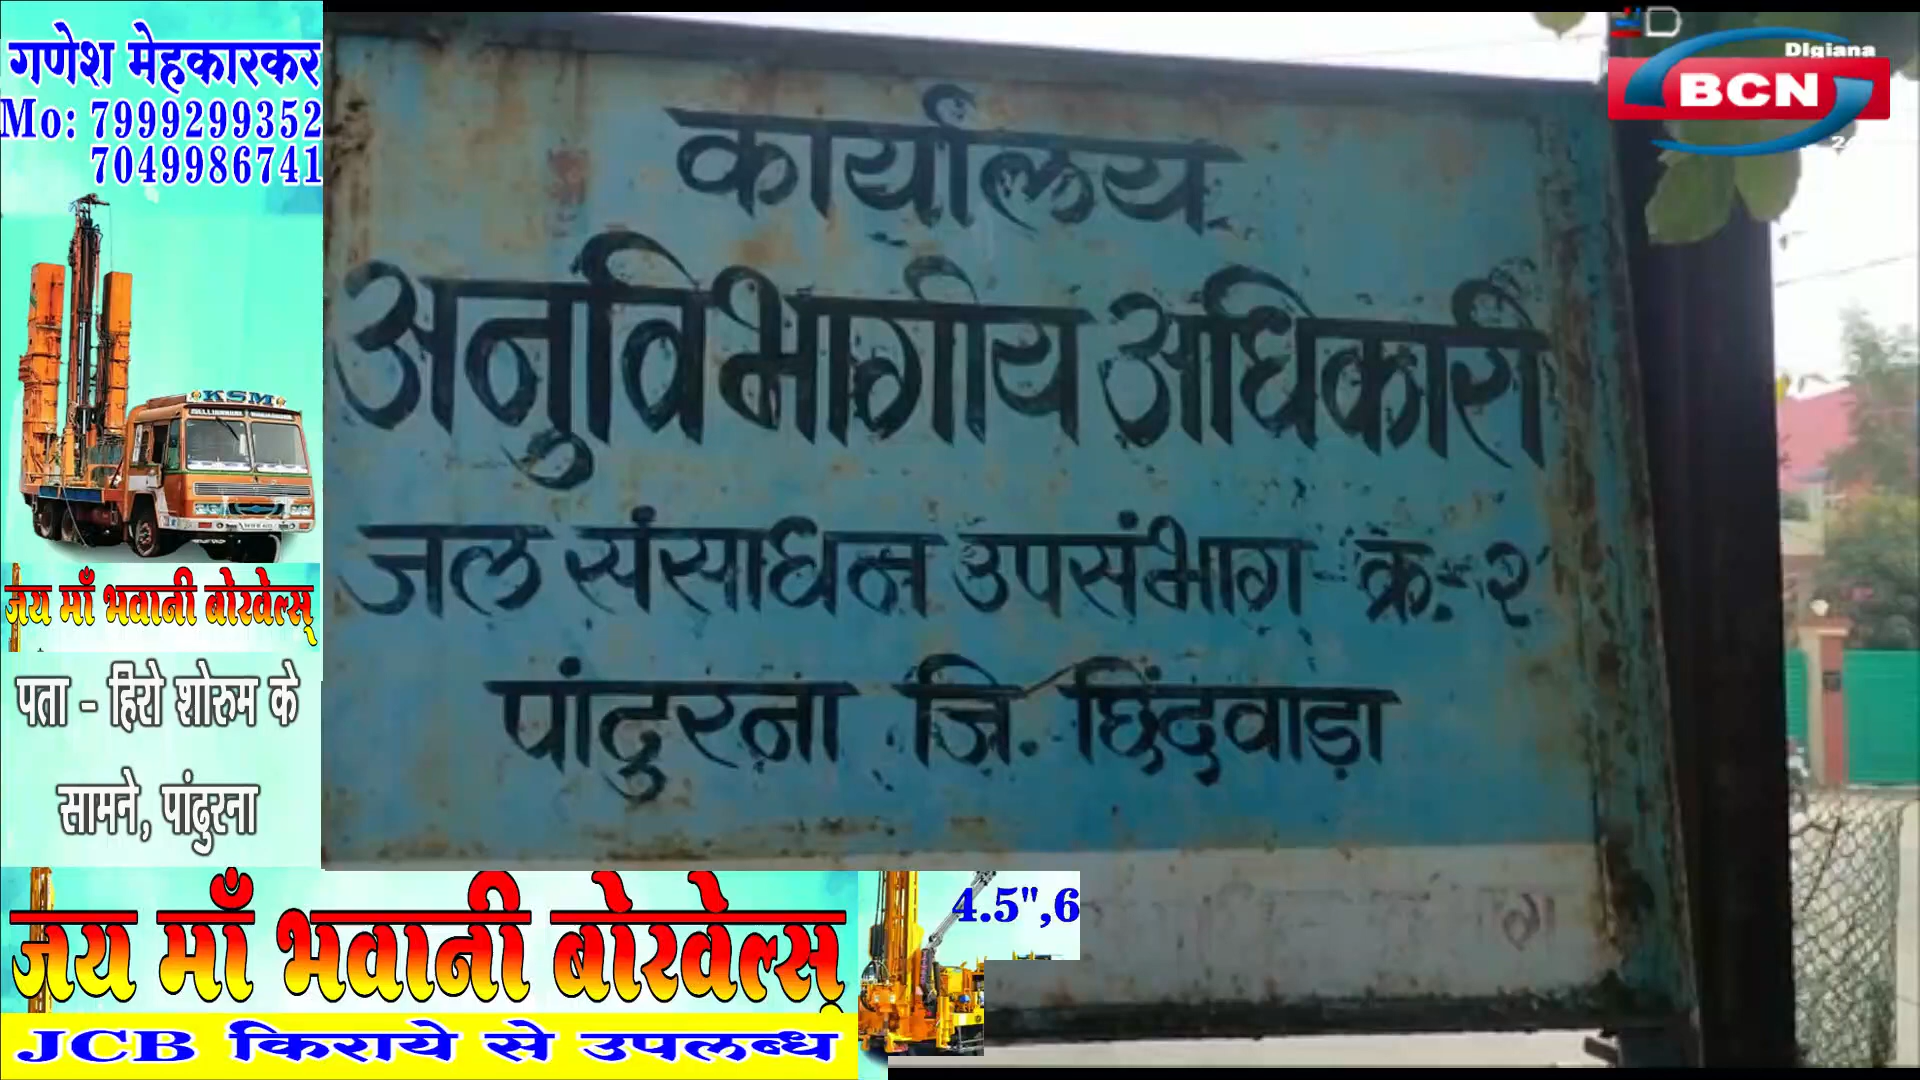 गणेश मेहकारकर
Mo: 7999299352
7049986741
KSM
जय माँ भवानी बोरवेल्स्
पता - हिरो शोरुम के
सामने, पांढुरना
जय माँ भवानी बोरवेल्स्
JCB किराये से उपलब्ध
4.5",6
कार्यालय
अनुविभागीय अधिकारी
जल संसाधन उपसंभाग क्र.-२
पांढुरना जि. छिंदवाड़ा
Digiana
BCN